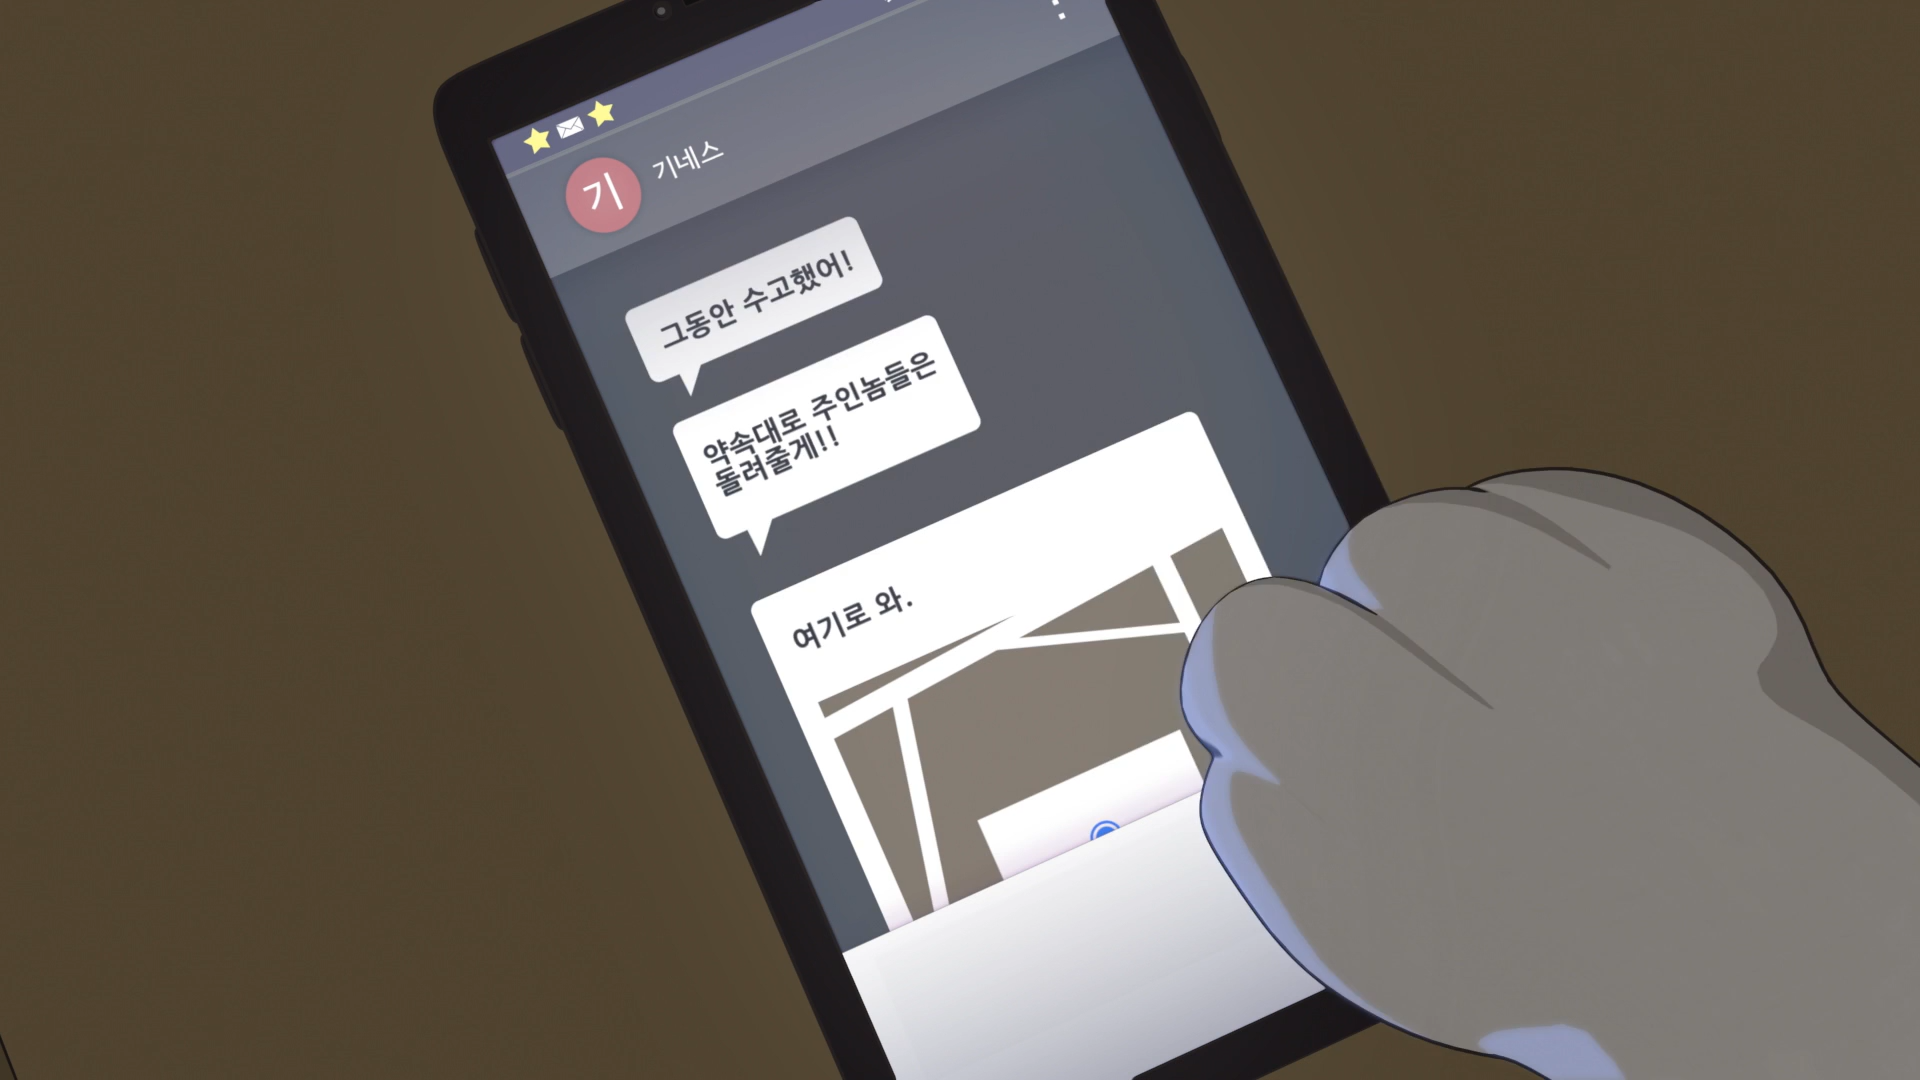 기 기네스
그동안 수고했어!
약속대로 주인놈들은
돌려줄게!!
여기로 와.